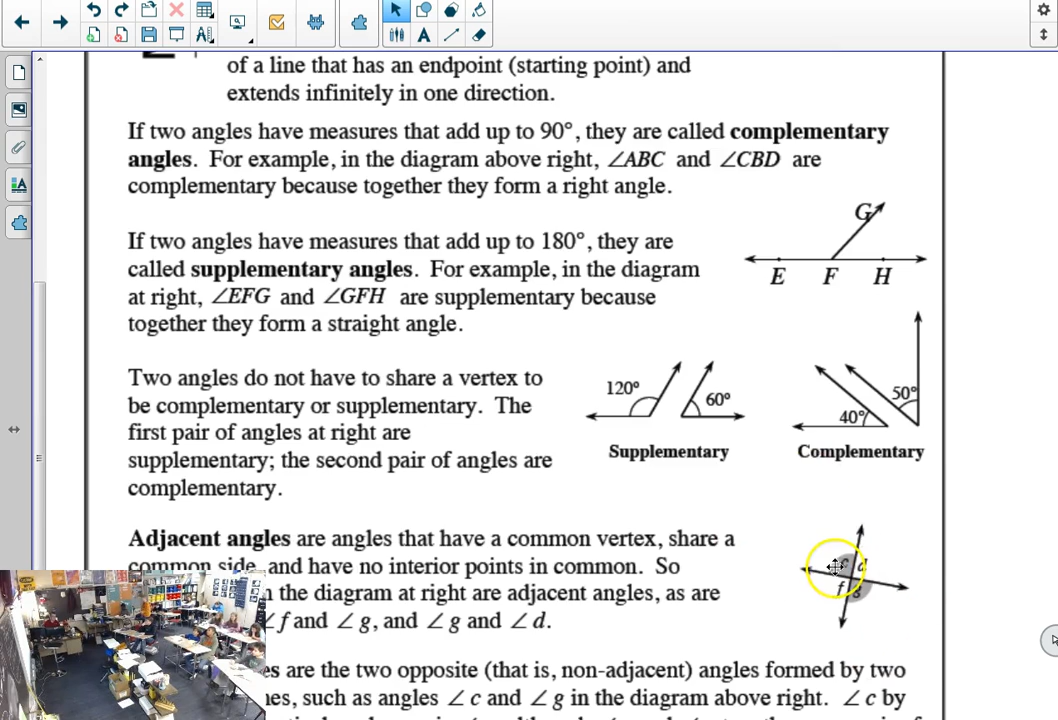 of a line that has an endpoint (starting point) and
extends infinitely in one direction.
If two angles have measures that add up to 90°, they are called complementary
angles. For example, in the diagram above right, ∠ABC and ∠CBD are
complementary because together they form a right angle.
If two angles have measures that add up to 180°, they are
called supplementary angles. For example, in the diagram
at right, ∠EFG and ∠GFH are supplementary because
together they form a straight angle.
G
E F H
Two angles do not have to share a vertex to
be complementary or supplementary. The
first pair of angles at right are
supplementary; the second pair of angles are
complementary.
120° 60°
Supplementary
50°
40°
Complementary
Adjacent angles are angles that have a common vertex, share a
common side, and have no interior points in common. So
the diagram at right are adjacent angles, as are
∠ f and ∠ g, and ∠ g and ∠ d.
c d
f g
are the two opposite (that is, non-adjacent) angles formed by two
such as angles ∠ c and ∠ g in the diagram above right. ∠ c by